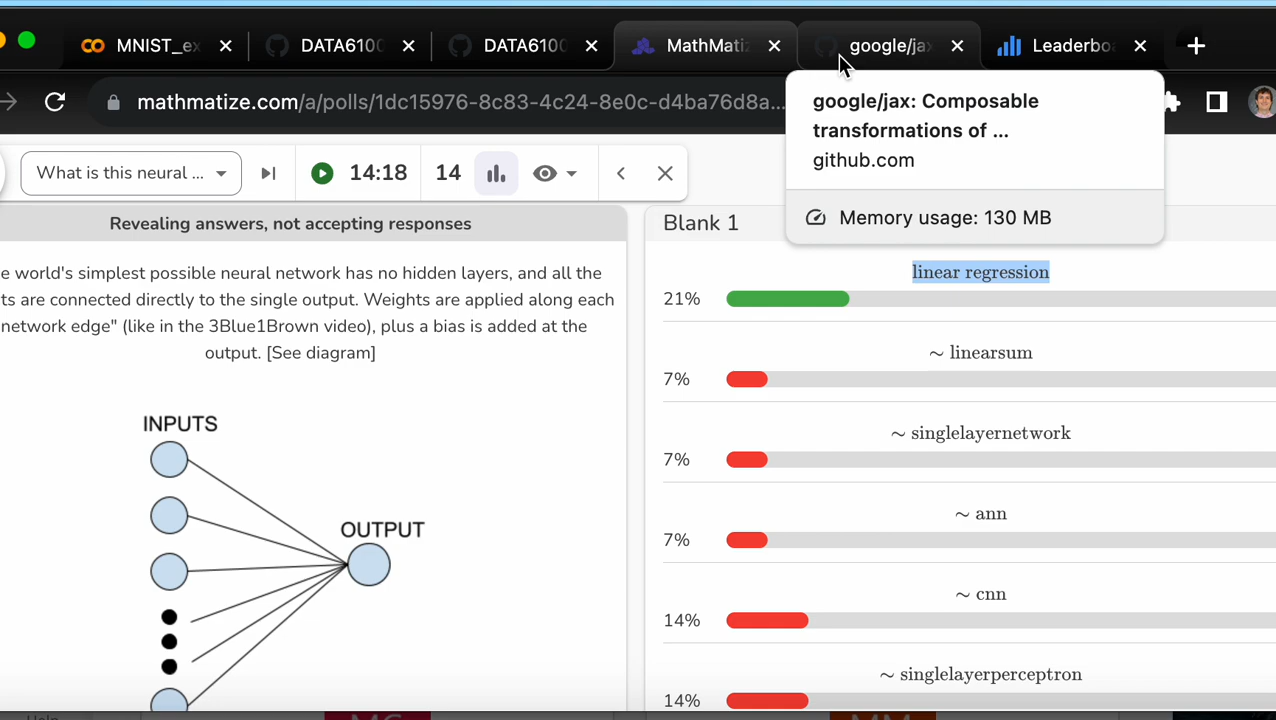 MNIST_ex
DATA6100
DATA6100
MathMati
google/jax
Leaderboa
mathmatize.com/a/polls/1dc15976-8c83-4c24-8e0c-d4ba76d8a...
google/jax: Composable
transformations of ...
github.com
Memory usage: 130 MB
What is this neural ...
14:18
14
Revealing answers, not accepting responses
e world's simplest possible neural network has no hidden layers, and all the
ts are connected directly to the single output. Weights are applied along each
network edge" (like in the 3Blue1Brown video), plus a bias is added at the
output. [See diagram]
INPUTS
OUTPUT
Blank 1
linear regression
21%
~ linearsum
7%
~ singlelayernetwork
7%
~ ann
7%
~ cnn
14%
~ singlelayerperceptron
14%